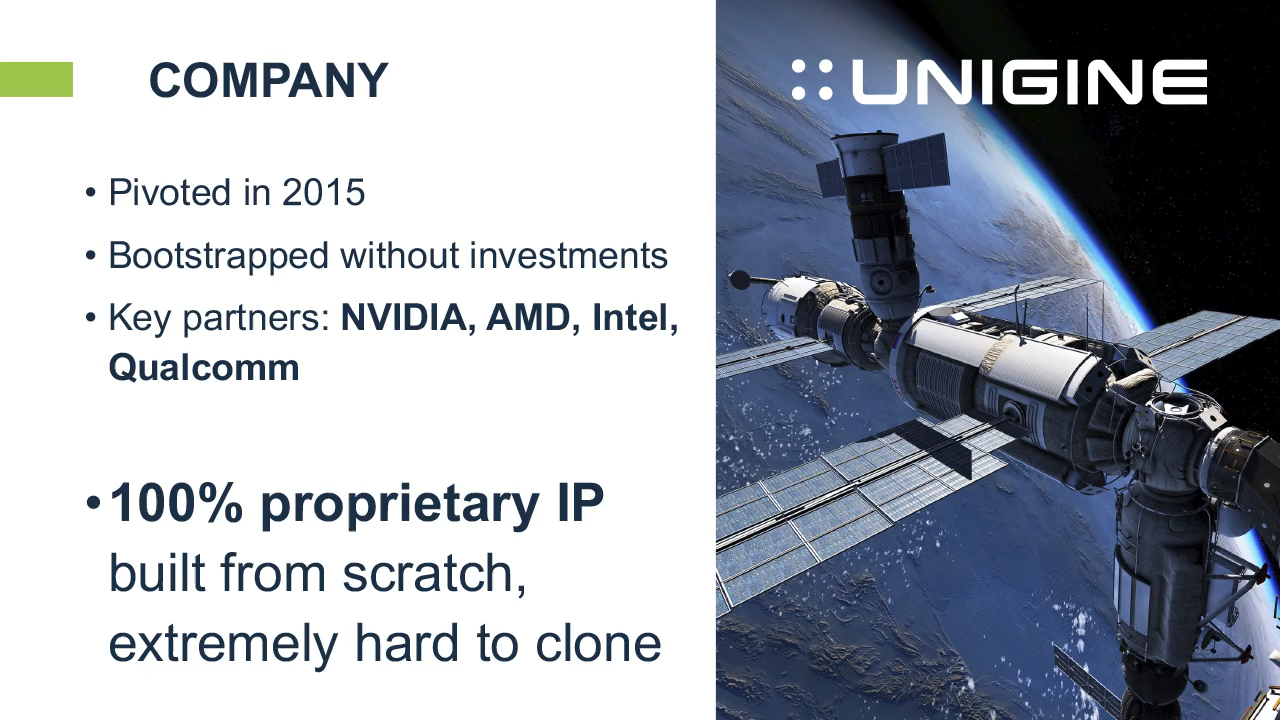 COMPANY
UNIGINE
• Pivoted in 2015
• Bootstrapped without investments
• Key partners: NVIDIA, AMD, Intel,
Qualcomm
• 100% proprietary IP
built from scratch,
extremely hard to clone